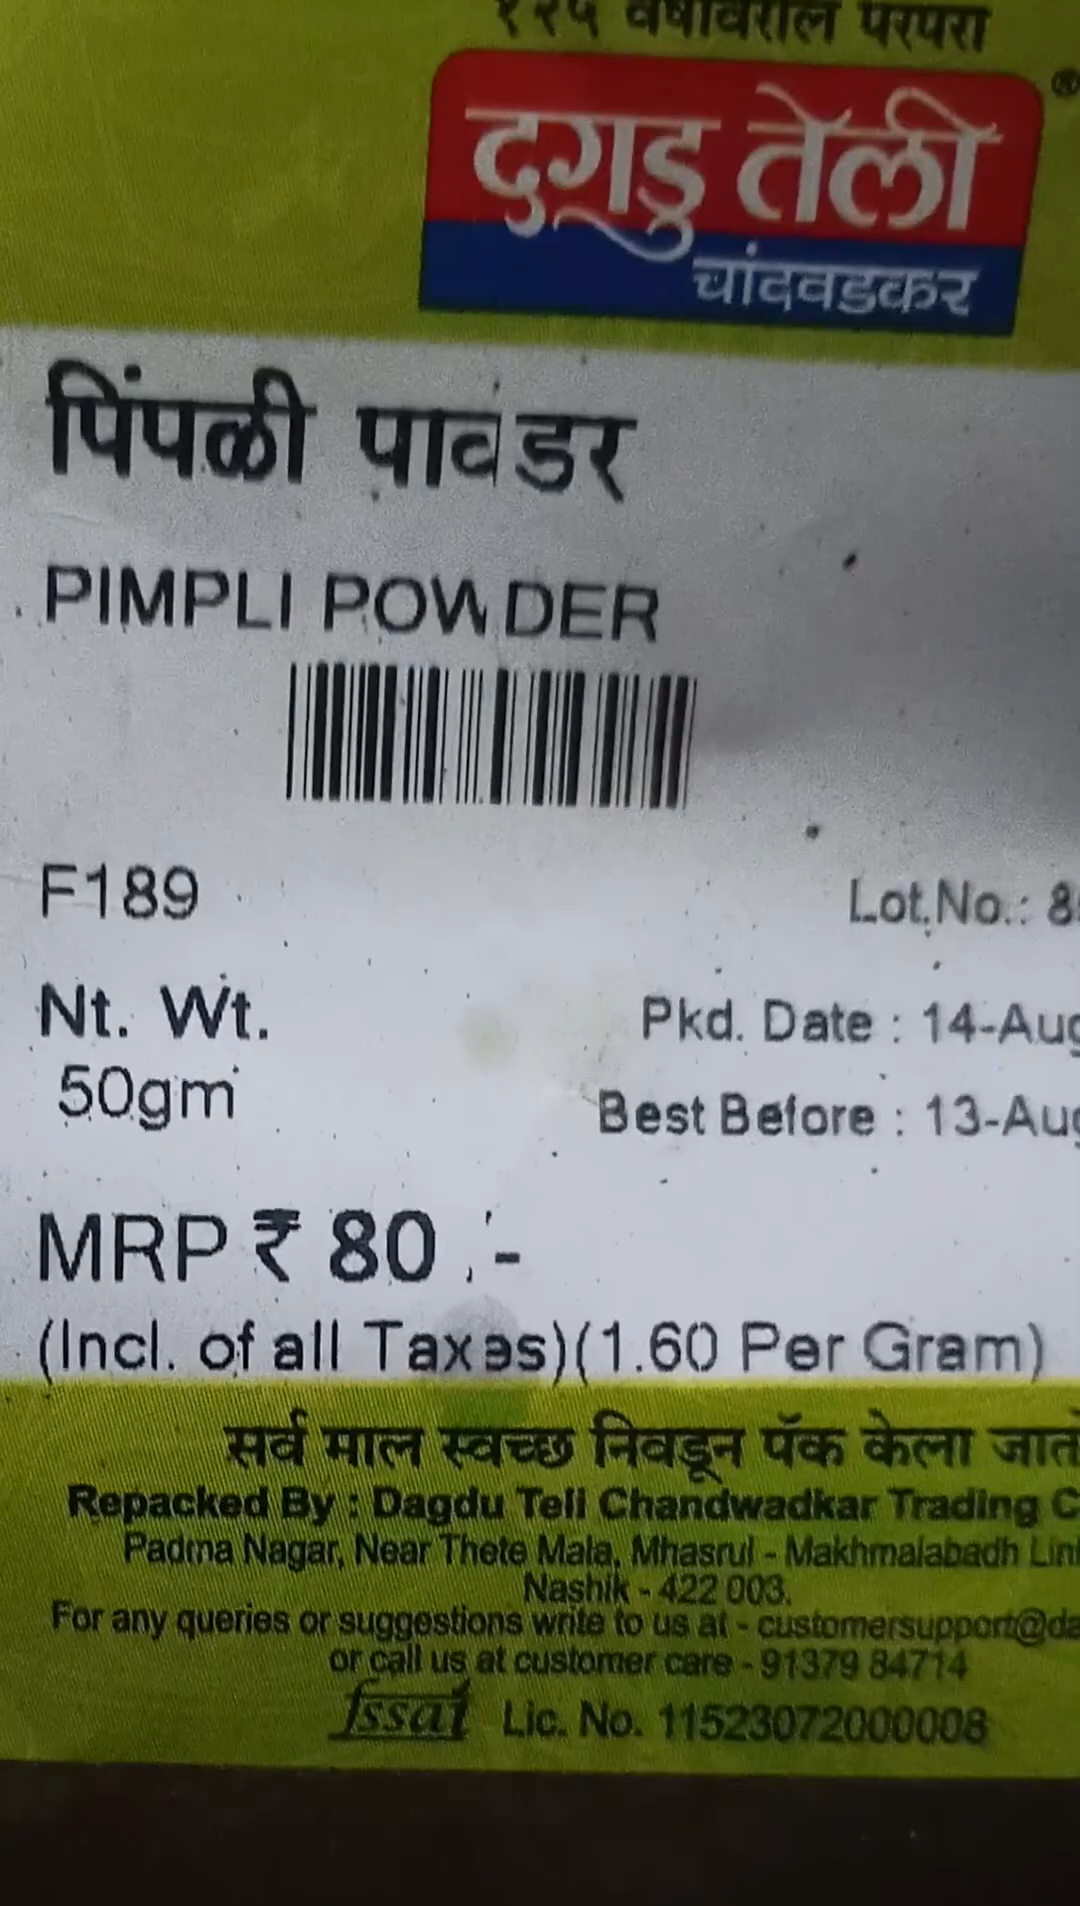 १२५ वर्षावरील परंपरा
®
दगडु तेली
चांदवडकर
पिंपळी पावडर
PIMPLI POWDER
F189
Lot.No.: 8
Nt. Wt.
50gm
Pkd. Date : 14-Aug
Best Before : 13-Aug
MRP ₹ 80 :-
(Incl. of all Taxes)(1.60 Per Gram)
सर्व माल स्वच्छ निवडून पॅक केला
Repacked By : Dagdu Teli Chandwadkar Trading
Padma Nagar, Near Thete Mala, Mhasrul - Makhmalabadh
Nashik - 422 003.
For any queries or suggestions write to us at - customersupport@da
or call us at customer care - 91379 84714
fssai Lic. No. 11523072000008